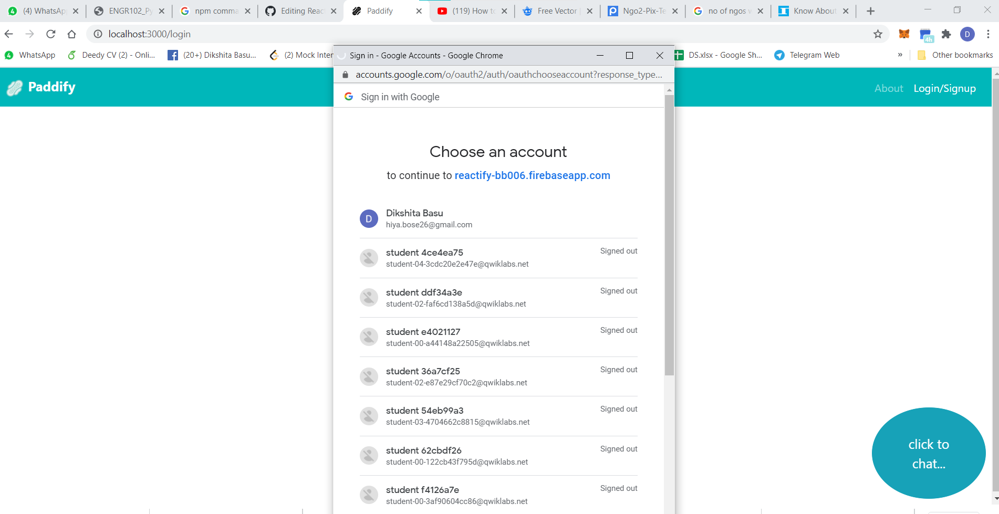 (4) WhatsApp
ENGR102_Py
npm comma
Editing Reac
Paddify
(119) How to
Free Vector
Ngo2-Pix-Te
no of ngos w
Know About
localhost:3000/login
D
4h
WhatsApp
Deedy CV (2) - Onli...
(20+) Dikshita Basu...
(2) Mock Inter
DS.xlsx - Google Sh...
Telegram Web
»
Other bookmarks
Sign in - Google Accounts - Google Chrome
accounts.google.com/o/oauth2/auth/oauthchooseaccount?response_type...
Paddify
About
Login/Signup
Sign in with Google
Choose an account
to continue to reactify-bb006.firebaseapp.com
D
Dikshita Basu
hiya.bose26@gmail.com
student 4ce4ea75
Signed out
student-04-3cdc20e2e47e@qwiklabs.net
student ddf34a3e
Signed out
student-02-faf6cd138a5d@qwiklabs.net
student e4021127
Signed out
student-00-a44148a22505@qwiklabs.net
student 36a7cf25
Signed out
student-02-e87e29cf70c2@qwiklabs.net
student 54eb99a3
Signed out
student-03-4704662c8815@qwiklabs.net
student 62cbdf26
Signed out
student-00-122cb43f795d@qwiklabs.net
student f4126a7e
Signed out
student-00-3af90604cc86@qwiklabs.net
click to
chat...